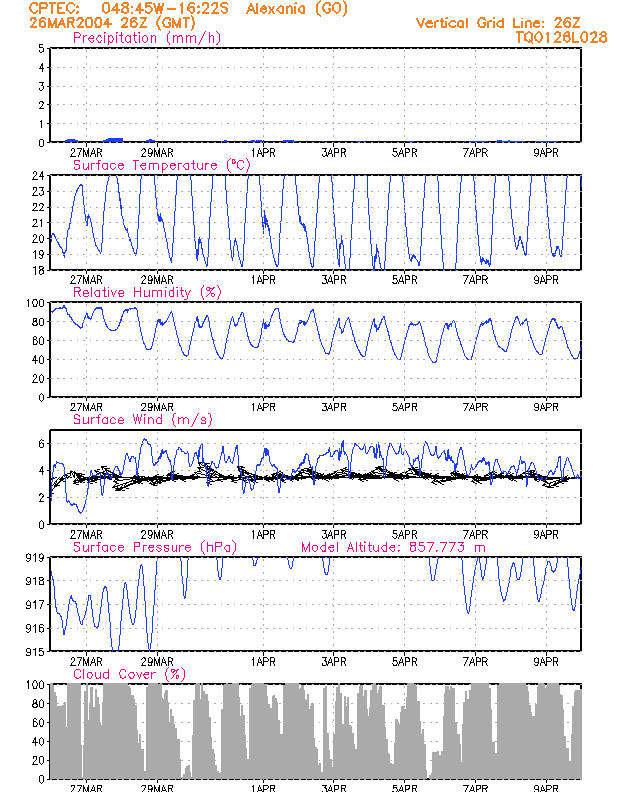 CPTEC: 048:45W-16:22S Alexania (GO)
26MAR2004 26Z (GMT) Vertical Grid Line: 26Z
Precipitation (mm/h) TQ0126L028
5
4
3
2
1
0
27MAR 29MAR 1APR 3APR 5APR 7APR 9APR
Surface Temperature (ºC)
24
23
22
21
20
19
18
27MAR 29MAR 1APR 3APR 5APR 7APR 9APR
Relative Humidity (%)
100
80
60
40
20
0
27MAR 29MAR 1APR 3APR 5APR 7APR 9APR
Surface Wind (m/s)
6
4
2
0
27MAR 29MAR 1APR 3APR 5APR 7APR 9APR
Surface Pressure (hPa) Model Altitude: 857.773 m
919
918
917
916
915
27MAR 29MAR 1APR 3APR 5APR 7APR 9APR
Cloud Cover (%)
100
80
60
40
20
0
27MAR 29MAR 1APR 3APR 5APR 7APR 9APR